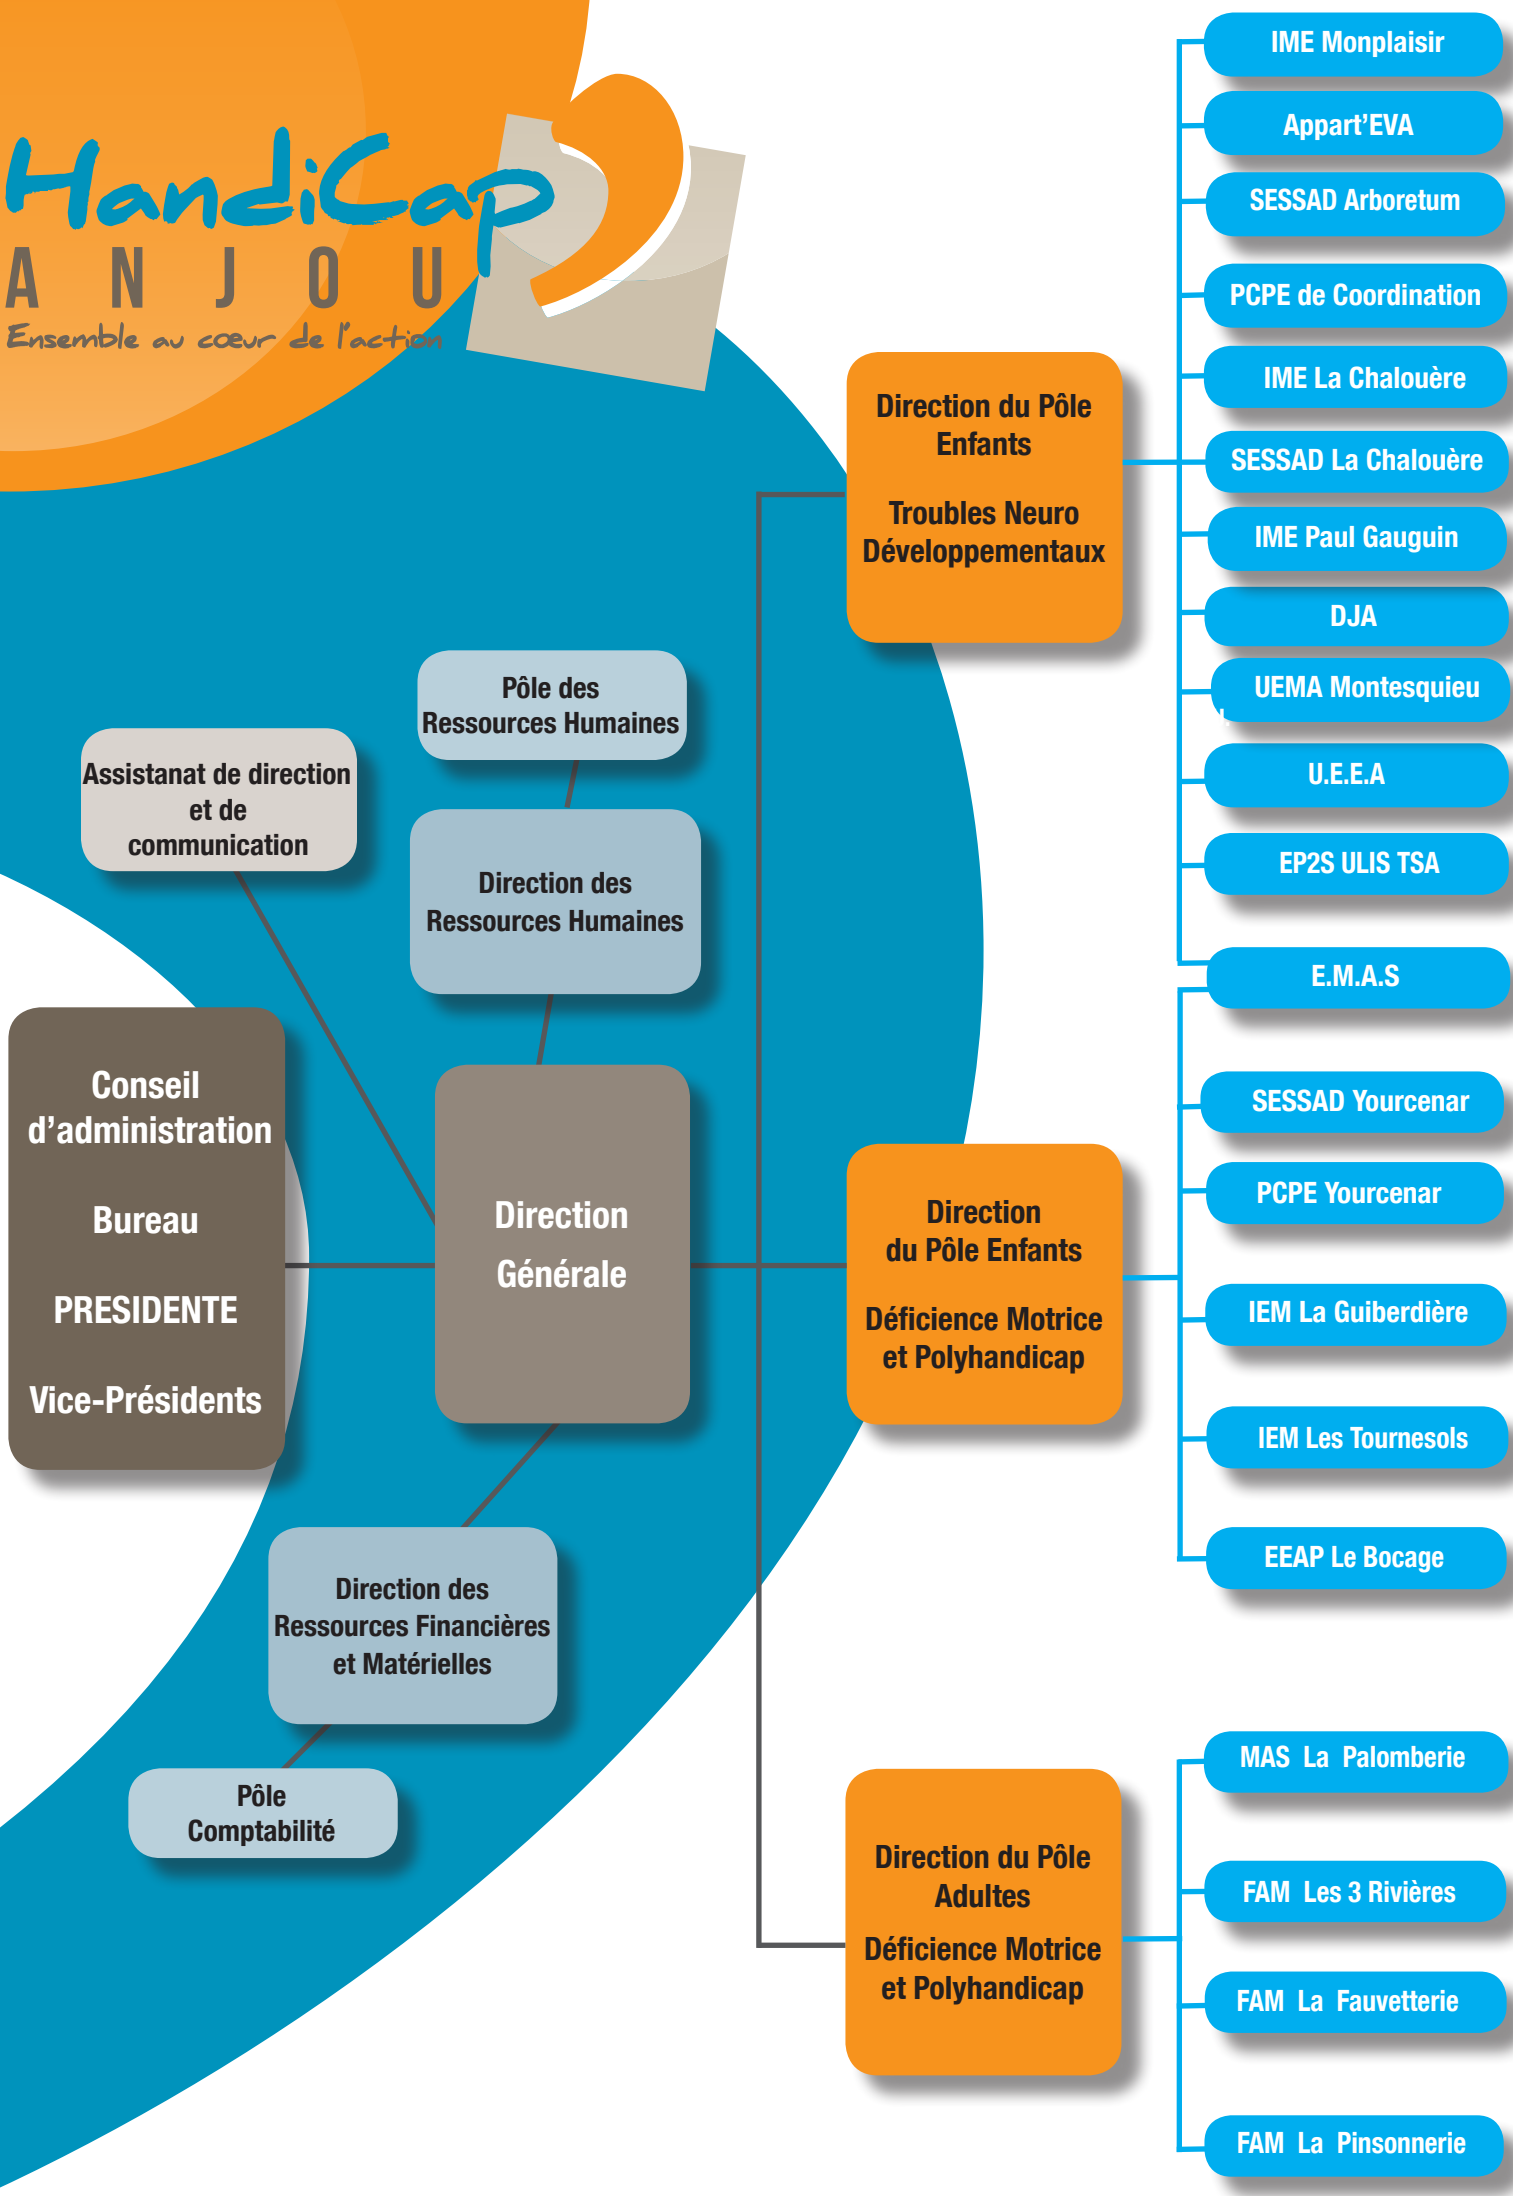 HandiCap
ANJOU
Ensemble au cœur de l'action
Assistanat de direction
et de
communication
Pôle des
Ressources Humaines
Direction des
Ressources Humaines
Conseil
d'administration
Bureau
PRESIDENTE
Vice-Présidents
Direction
Générale
Direction des
Ressources Financières
et Matérielles
Pôle
Comptabilité
Direction du Pôle
Enfants
Troubles Neuro
Développementaux
IME Monplaisir
Appart'EVA
SESSAD Arboretum
PCPE de Coordination
IME La Chalouère
SESSAD La Chalouère
IME Paul Gauguin
DJA
UEMA Montesquieu
U.E.E.A
EP2S ULIS TSA
E.M.A.S
Direction
du Pôle Enfants
Déficience Motrice
et Polyhandicap
SESSAD Yourcenar
PCPE Yourcenar
IEM La Guiberdière
IEM Les Tournesols
EEAP Le Bocage
Direction du Pôle
Adultes
Déficience Motrice
et Polyhandicap
MAS La Palomberie
FAM Les 3 Rivières
FAM La Fauvetterie
FAM La Pinsonnerie